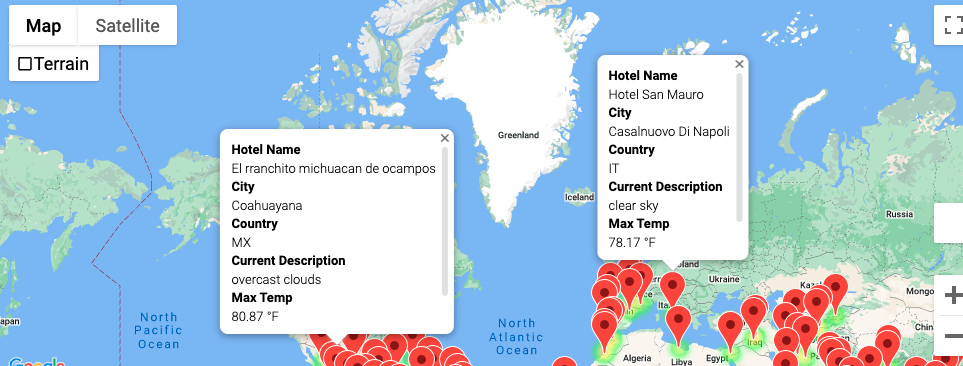 Map
Satellite
Terrain
Hotel Name
El rranchito michuacan de ocampos
City
Coahuayana
Country
MX
Current Description
overcast clouds
Max Temp
80.87 °F
Hotel Name
Hotel San Mauro
City
Casalnuovo Di Napoli
Country
IT
Current Description
clear sky
Max Temp
78.17 °F
Greenland
Iceland
Russia
Ukraine
North
Pacific
Ocean
North
Atlantic
Ocean
Algeria
Libya
Iraq
Google